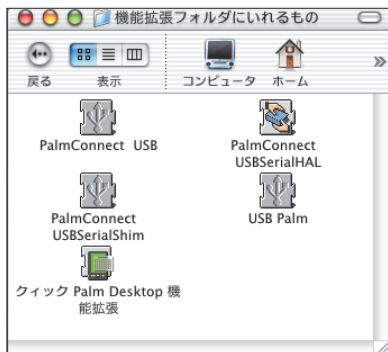 機能拡張フォルダにいれるもの
戻る
表示
コンピュータ
ホーム
PalmConnect USB
PalmConnect
USBSerialHAL
PalmConnect
USBSerialShim
USB Palm
クィック Palm Desktop 機
能拡張